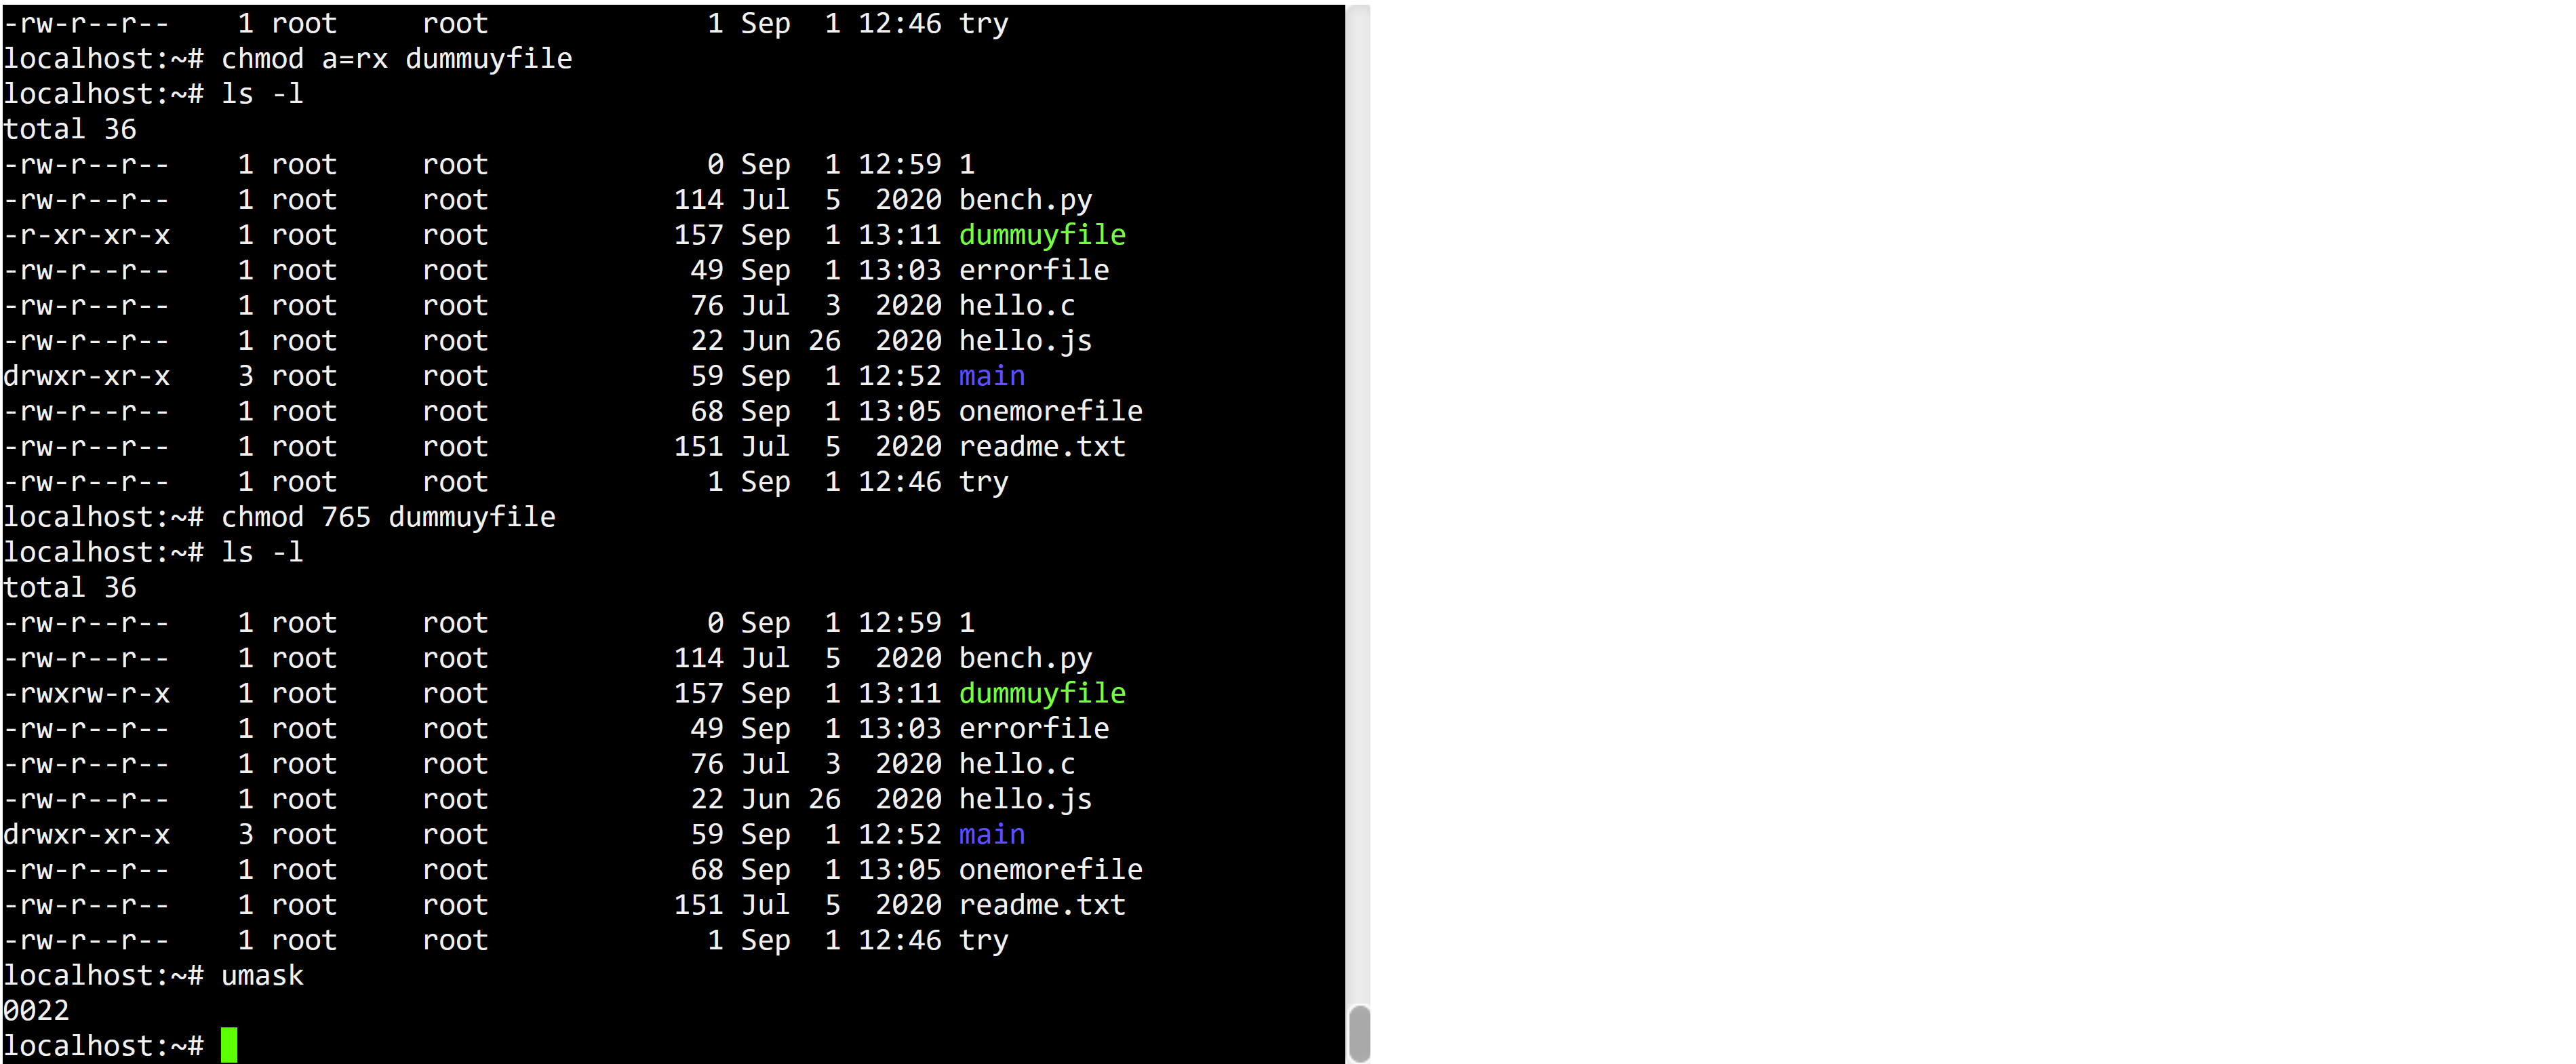 -rw-r--r--    1 root     root             1 Sep  1 12:46 try
localhost:~# chmod a=rx dummuyfile
localhost:~# ls -l
total 36
-rw-r--r--    1 root     root             0 Sep  1 12:59 1
-rw-r--r--    1 root     root           114 Jul  5  2020 bench.py
-r-xr-xr-x    1 root     root           157 Sep  1 13:11 dummuyfile
-rw-r--r--    1 root     root            49 Sep  1 13:03 errorfile
-rw-r--r--    1 root     root            76 Jul  3  2020 hello.c
-rw-r--r--    1 root     root            22 Jun 26  2020 hello.js
drwxr-xr-x    3 root     root            59 Sep  1 12:52 main
-rw-r--r--    1 root     root            68 Sep  1 13:05 onemorefile
-rw-r--r--    1 root     root           151 Jul  5  2020 readme.txt
-rw-r--r--    1 root     root             1 Sep  1 12:46 try
localhost:~# chmod 765 dummuyfile
localhost:~# ls -l
total 36
-rw-r--r--    1 root     root             0 Sep  1 12:59 1
-rw-r--r--    1 root     root           114 Jul  5  2020 bench.py
-rwxrw-r-x    1 root     root           157 Sep  1 13:11 dummuyfile
-rw-r--r--    1 root     root            49 Sep  1 13:03 errorfile
-rw-r--r--    1 root     root            76 Jul  3  2020 hello.c
-rw-r--r--    1 root     root            22 Jun 26  2020 hello.js
drwxr-xr-x    3 root     root            59 Sep  1 12:52 main
-rw-r--r--    1 root     root            68 Sep  1 13:05 onemorefile
-rw-r--r--    1 root     root           151 Jul  5  2020 readme.txt
-rw-r--r--    1 root     root             1 Sep  1 12:46 try
localhost:~# umask
0022
localhost:~#